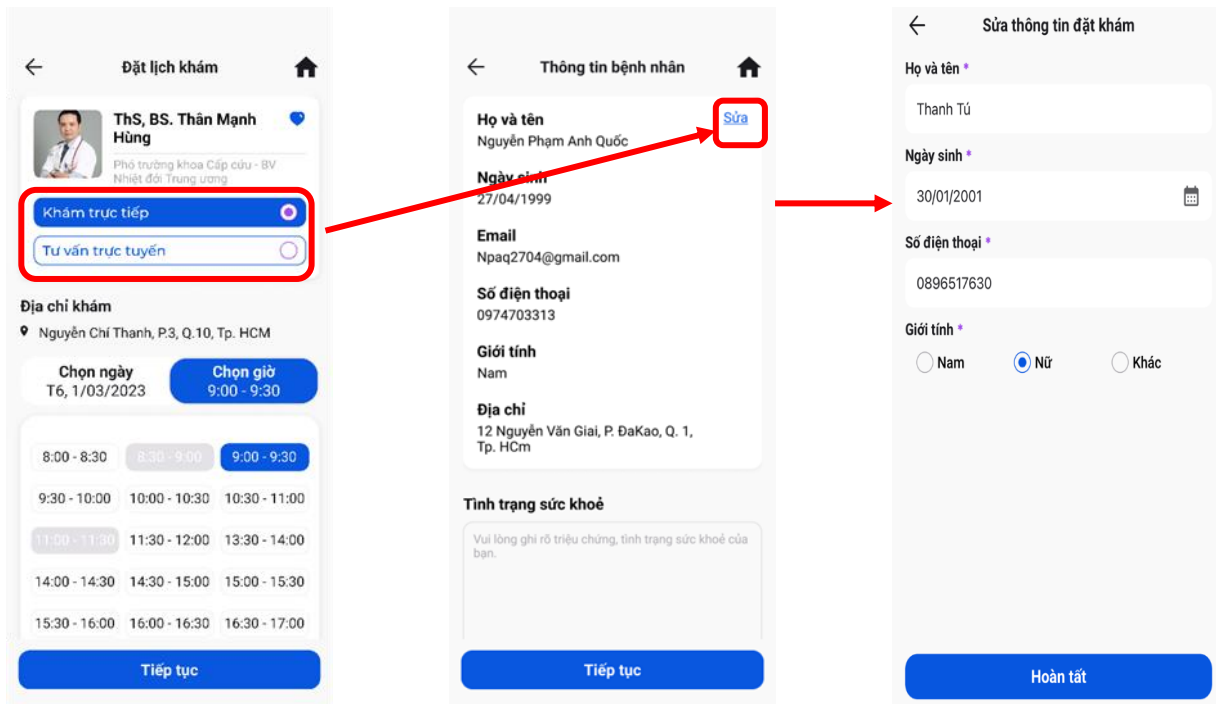 Đặt lịch khám
ThS, BS. Thân Mạnh
Hùng
Phó trưởng khoa Cấp cứu - BV
Nhiệt đới Trung ương
Khám trực tiếp
Tư vấn trực tuyến
Địa chỉ khám
Nguyễn Chí Thanh, P.3, Q.10, Tp. HCM
Chọn ngày
T6, 1/03/2023
Chọn giờ
9:00 - 9:30
8:00 - 8:30 8:30 - 9:00 9:00 - 9:30
9:30 - 10:00 10:00 - 10:30 10:30 - 11:00
11:00 - 11:30 11:30 - 12:00 13:30 - 14:00
14:00 - 14:30 14:30 - 15:00 15:00 - 15:30
15:30 - 16:00 16:00 - 16:30 16:30 - 17:00
Tiếp tục
Thông tin bệnh nhân
Họ và tên
Sửa
Nguyễn Phạm Anh Quốc
Ngày sinh
27/04/1999
Email
Npaq2704@gmail.com
Số điện thoại
0974703313
Giới tính
Nam
Địa chỉ
12 Nguyễn Văn Giai, P. ĐaKao, Q. 1,
Tp. HCm
Tình trạng sức khoẻ
Vui lòng ghi rõ triệu chứng, tình trạng sức khoẻ của
bạn.
Tiếp tục
Sửa thông tin đặt khám
Họ và tên *
Thanh Tú
Ngày sinh *
30/01/2001
Số điện thoại *
0896517630
Giới tính *
Nam Nữ Khác
Hoàn tất